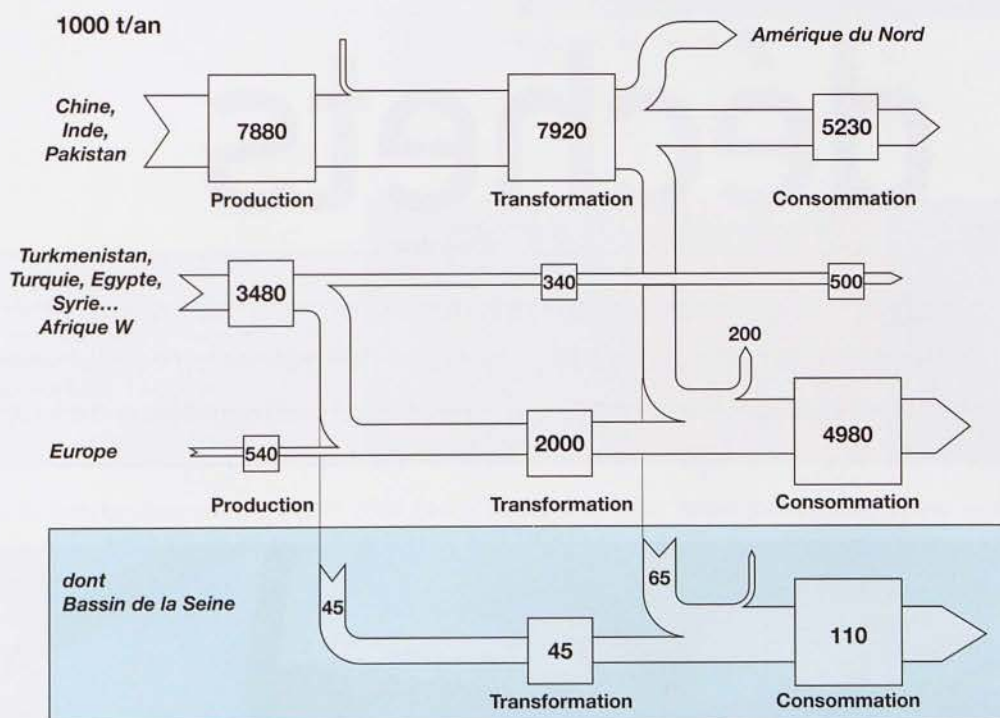 1000 t/an
Amérique du Nord
Chine,
Inde,
Pakistan
7880
7920
5230
Production
Transformation
Consommation
Turkmenistan,
Turquie, Egypte,
Syrie...
Afrique W
3480
340
500
200
Europe
540
2000
4980
Production
Transformation
Consommation
dont
Bassin de la Seine
45
65
45
110
Transformation
Consommation